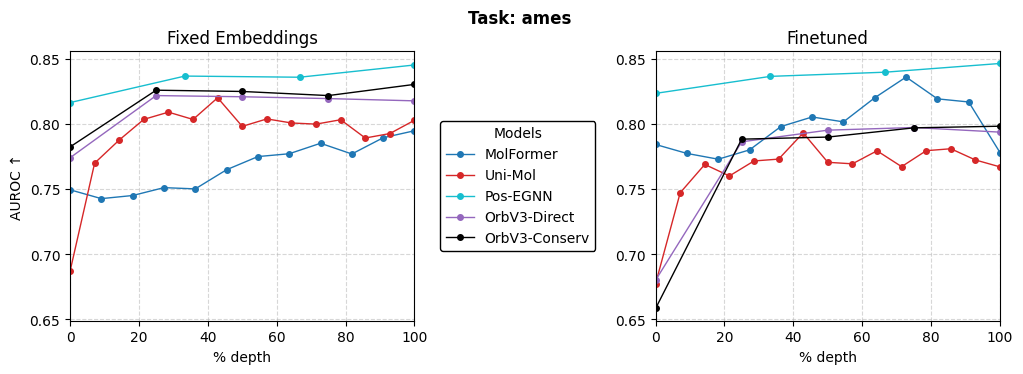 Task: ames
Fixed Embeddings
AUROC ↑
0.85
0.80
0.75
0.70
0.65
0
20
40
60
80
100
% depth
Models
MolFormer
Uni-Mol
Pos-EGNN
OrbV3-Direct
OrbV3-Conserv
Finetuned
0.85
0.80
0.75
0.70
0.65
0
20
40
60
80
100
% depth